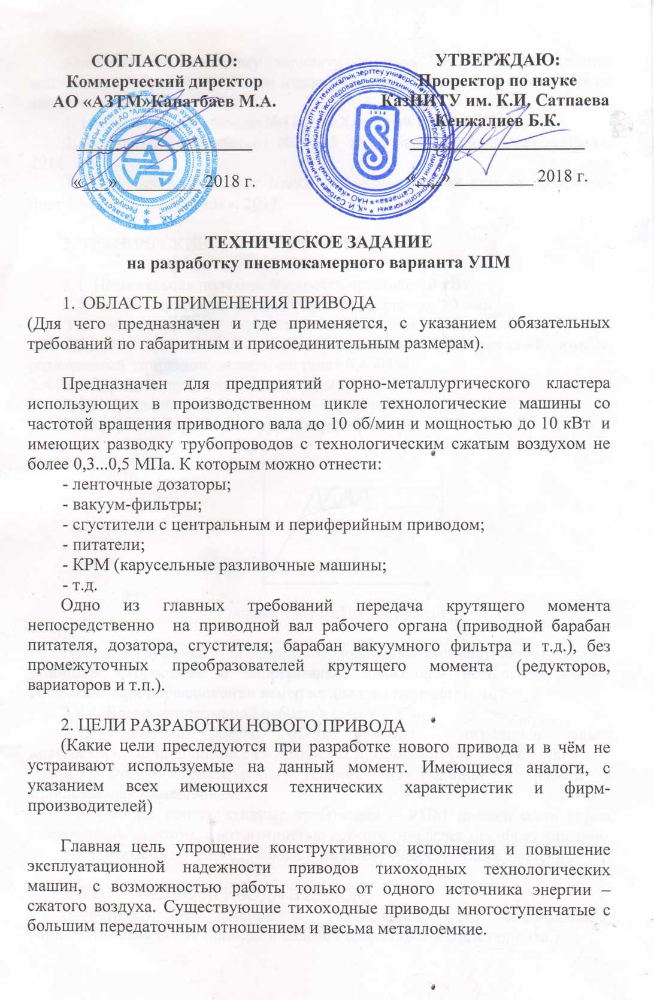 СОГЛАСОВАНО:
Коммерческий директор
АО «АЗТМ» Канатбаев М.А.
«___»__________ 2018 г.
УТВЕРЖДАЮ:
Проректор по науке
КазНИТУ им. К.И. Сатпаева
Кенжалиев Б.К.
«___» _________ 2018 г.
1934
ТЕХНИЧЕСКОЕ ЗАДАНИЕ
на разработку пневмокамерного варианта УПМ
1. ОБЛАСТЬ ПРИМЕНЕНИЯ ПРИВОДА
(Для чего предназначен и где применяется, с указанием обязательных
требований по габаритным и присоединительным размерам).
Предназначен для предприятий горно-металлургического кластера
использующих в производственном цикле технологические машины со
частотой вращения приводного вала до 10 об/мин и мощностью до 10 кВт и
имеющих разводку трубопроводов с технологическим сжатым воздухом не
более 0,3...0,5 МПа. К которым можно отнести:
- ленточные дозаторы;
- вакуум-фильтры;
- сгустители с центральным и периферийным приводом;
- питатели;
- КРМ (карусельные разливочные машины;
- т.д.
Одно из главных требований передача крутящего момента
непосредственно на приводной вал рабочего органа (приводной барабан
питателя, дозатора, сгустителя; барабан вакуумного фильтра и т.д.), без
промежуточных преобразователей крутящего момента (редукторов,
вариаторов и т.п.).
2. ЦЕЛИ РАЗРАБОТКИ НОВОГО ПРИВОДА
(Какие цели преследуются при разработке нового привода и в чём не
устраивают используемые на данный момент. Имеющиеся аналоги, с
указанием всех имеющихся технических характеристик и фирм-
производителей)
Главная цель упрощение конструктивного исполнения и повышение
эксплуатационной надежности приводов тихоходных технологических
машин, с возможностью работы только от одного источника энергии –
сжатого воздуха. Существующие тихоходные приводы многоступенчатые с
большим передаточным отношением и весьма металлоемкие.